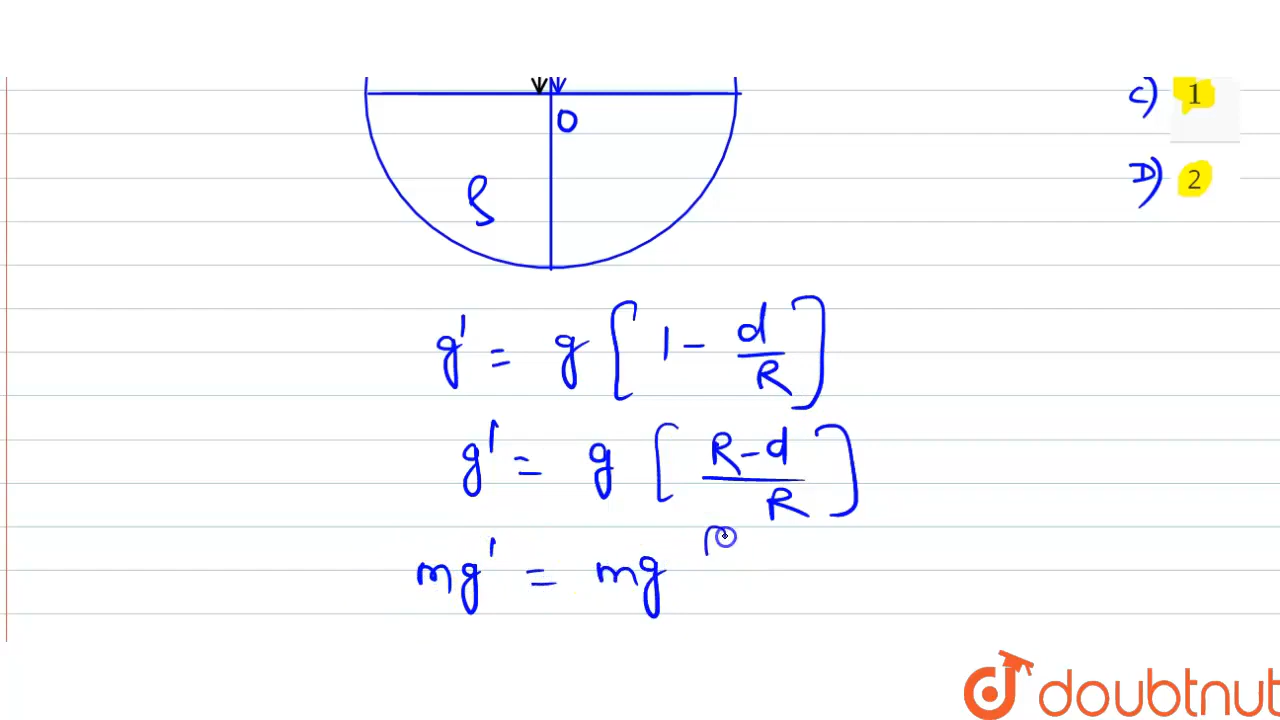 C) 1
O
ρ
D) 2
g' = g [ 1 - d/R ]
g' = g [ R-d / R ]
mg' = mg
doubtnut